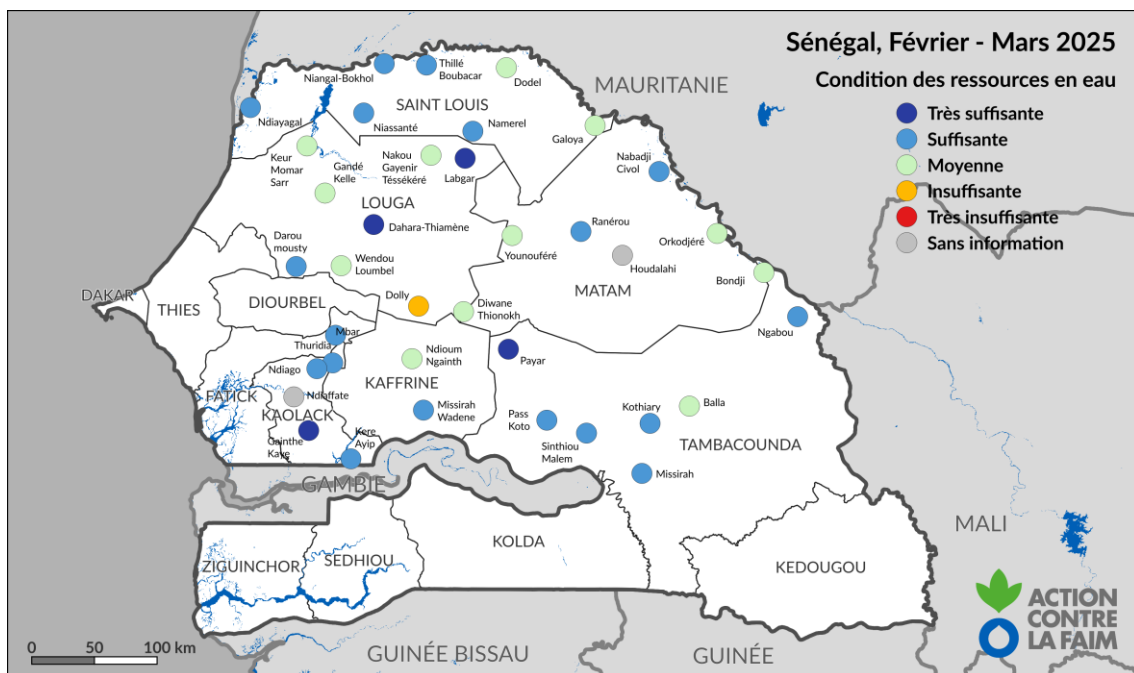 Sénégal, Février - Mars 2025
Condition des ressources en eau
Très suffisante
Suffisante
Moyenne
Insuffisante
Très insuffisante
Sans information
MAURITANIE
Niangal-Bokhol
Thillé
Boubacar
Dodel
SAINT LOUIS
Ndiayagal
Niassanté
Namerel
Galoya
Keur
Momar
Sarr
Gandé
Kelle
Nakou
Gayenir
Téssékéré
Labgar
Nabadji
Civol
LOUGA
Dahara-Thiamène
Ranérou
Orkodjéré
Darou
mousty
Wendou
Loumbel
Younouféré
Houdalahi
Bondji
DAKAR
THIES
DIOURBEL
Dolly
Diwane
Thionokh
MATAM
Ngabou
Mbar
Thuridia
Ndiago
Ndioum
Ngainth
Payar
KAFFRINE
FATICK
Ndiaffate
KAOLACK
Missirah
Wadene
Pass
Koto
Kothiary
Balla
Gainthe
Kaye
Kere
Ayip
Sinthiou
Malem
TAMBACOUNDA
Missirah
GAMBIE
MALI
KOLDA
ZIGUINCHOR
SEDHIOU
KEDOUGOU
ACTION
CONTRE
LA FAIM
0 50 100 km
GUINÉE BISSAU
GUINÉE